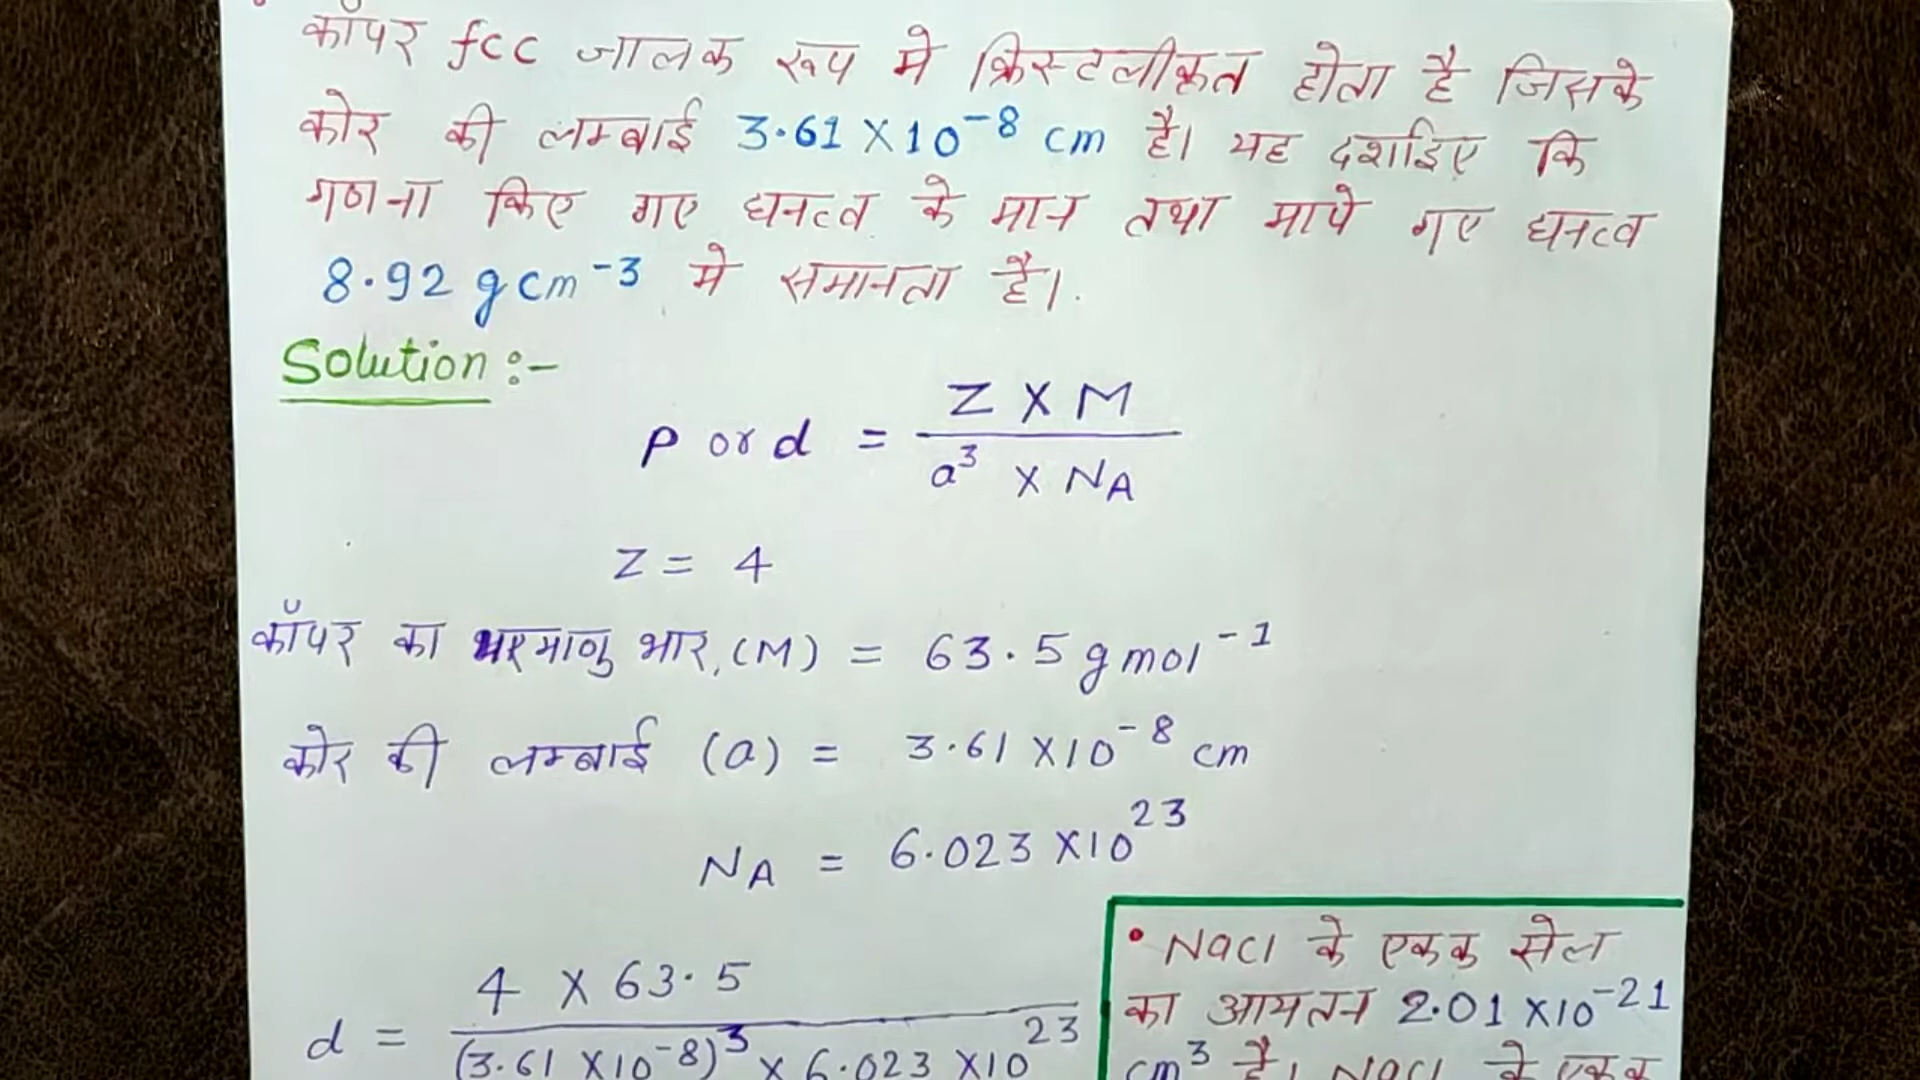 कॉपर fcc जालक रूप मे क्रिस्टलीकृत होता है जिसके
कोर की लम्बाई 3.61 X 10⁻⁸ cm है। यह दर्शाइए कि
गणना किए गए घनत्व के मान तथा मापे गए घनत्व
8.92 g cm⁻³ मे समानता है।
Solution :-
ρ or d = (Z X M) / (a³ X NA)
Z = 4
कॉपर का परमाणु भार, (M) = 63.5 g mol⁻¹
कोर की लम्बाई (a) = 3.61 X 10⁻⁸ cm
NA = 6.023 X 10²³
d = (4 X 63.5) / ((3.61 X 10⁻⁸)³ X 6.023 X 10²³)
• NaCl के एकक सेल
का आयतन 2.01 X 10⁻²¹
cm³ है। NaCl के एकक